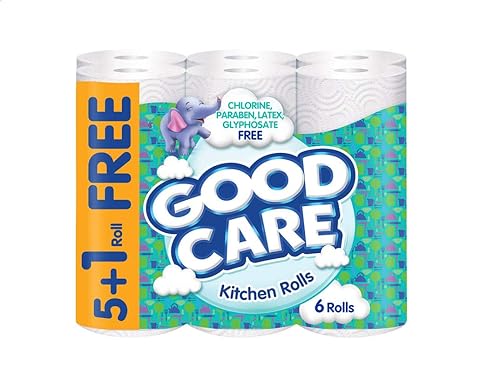 5+1 Roll FREE
CHLORINE,
PARABEN, LATEX,
GLYPHOSATE
FREE
GOOD
CARE
Kitchen Rolls
6 Rolls